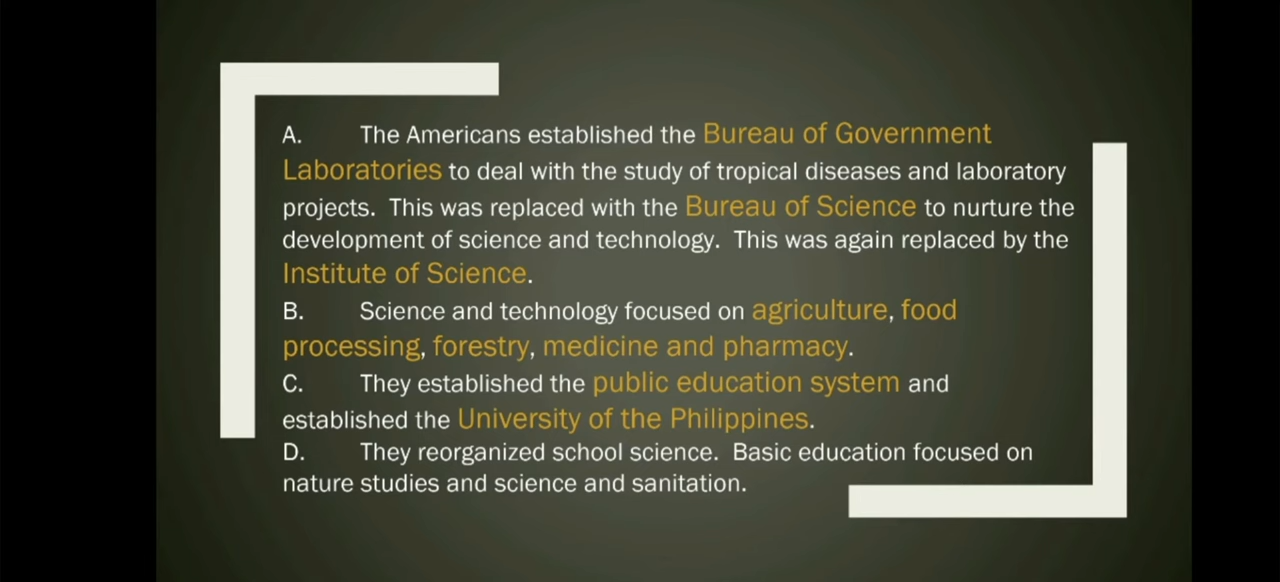 A. The Americans established the Bureau of Government
Laboratories to deal with the study of tropical diseases and laboratory
projects. This was replaced with the Bureau of Science to nurture the
development of science and technology. This was again replaced by the
Institute of Science.
B. Science and technology focused on agriculture, food
processing, forestry, medicine and pharmacy.
C. They established the public education system and
established the University of the Philippines.
D. They reorganized school science. Basic education focused on
nature studies and science and sanitation.